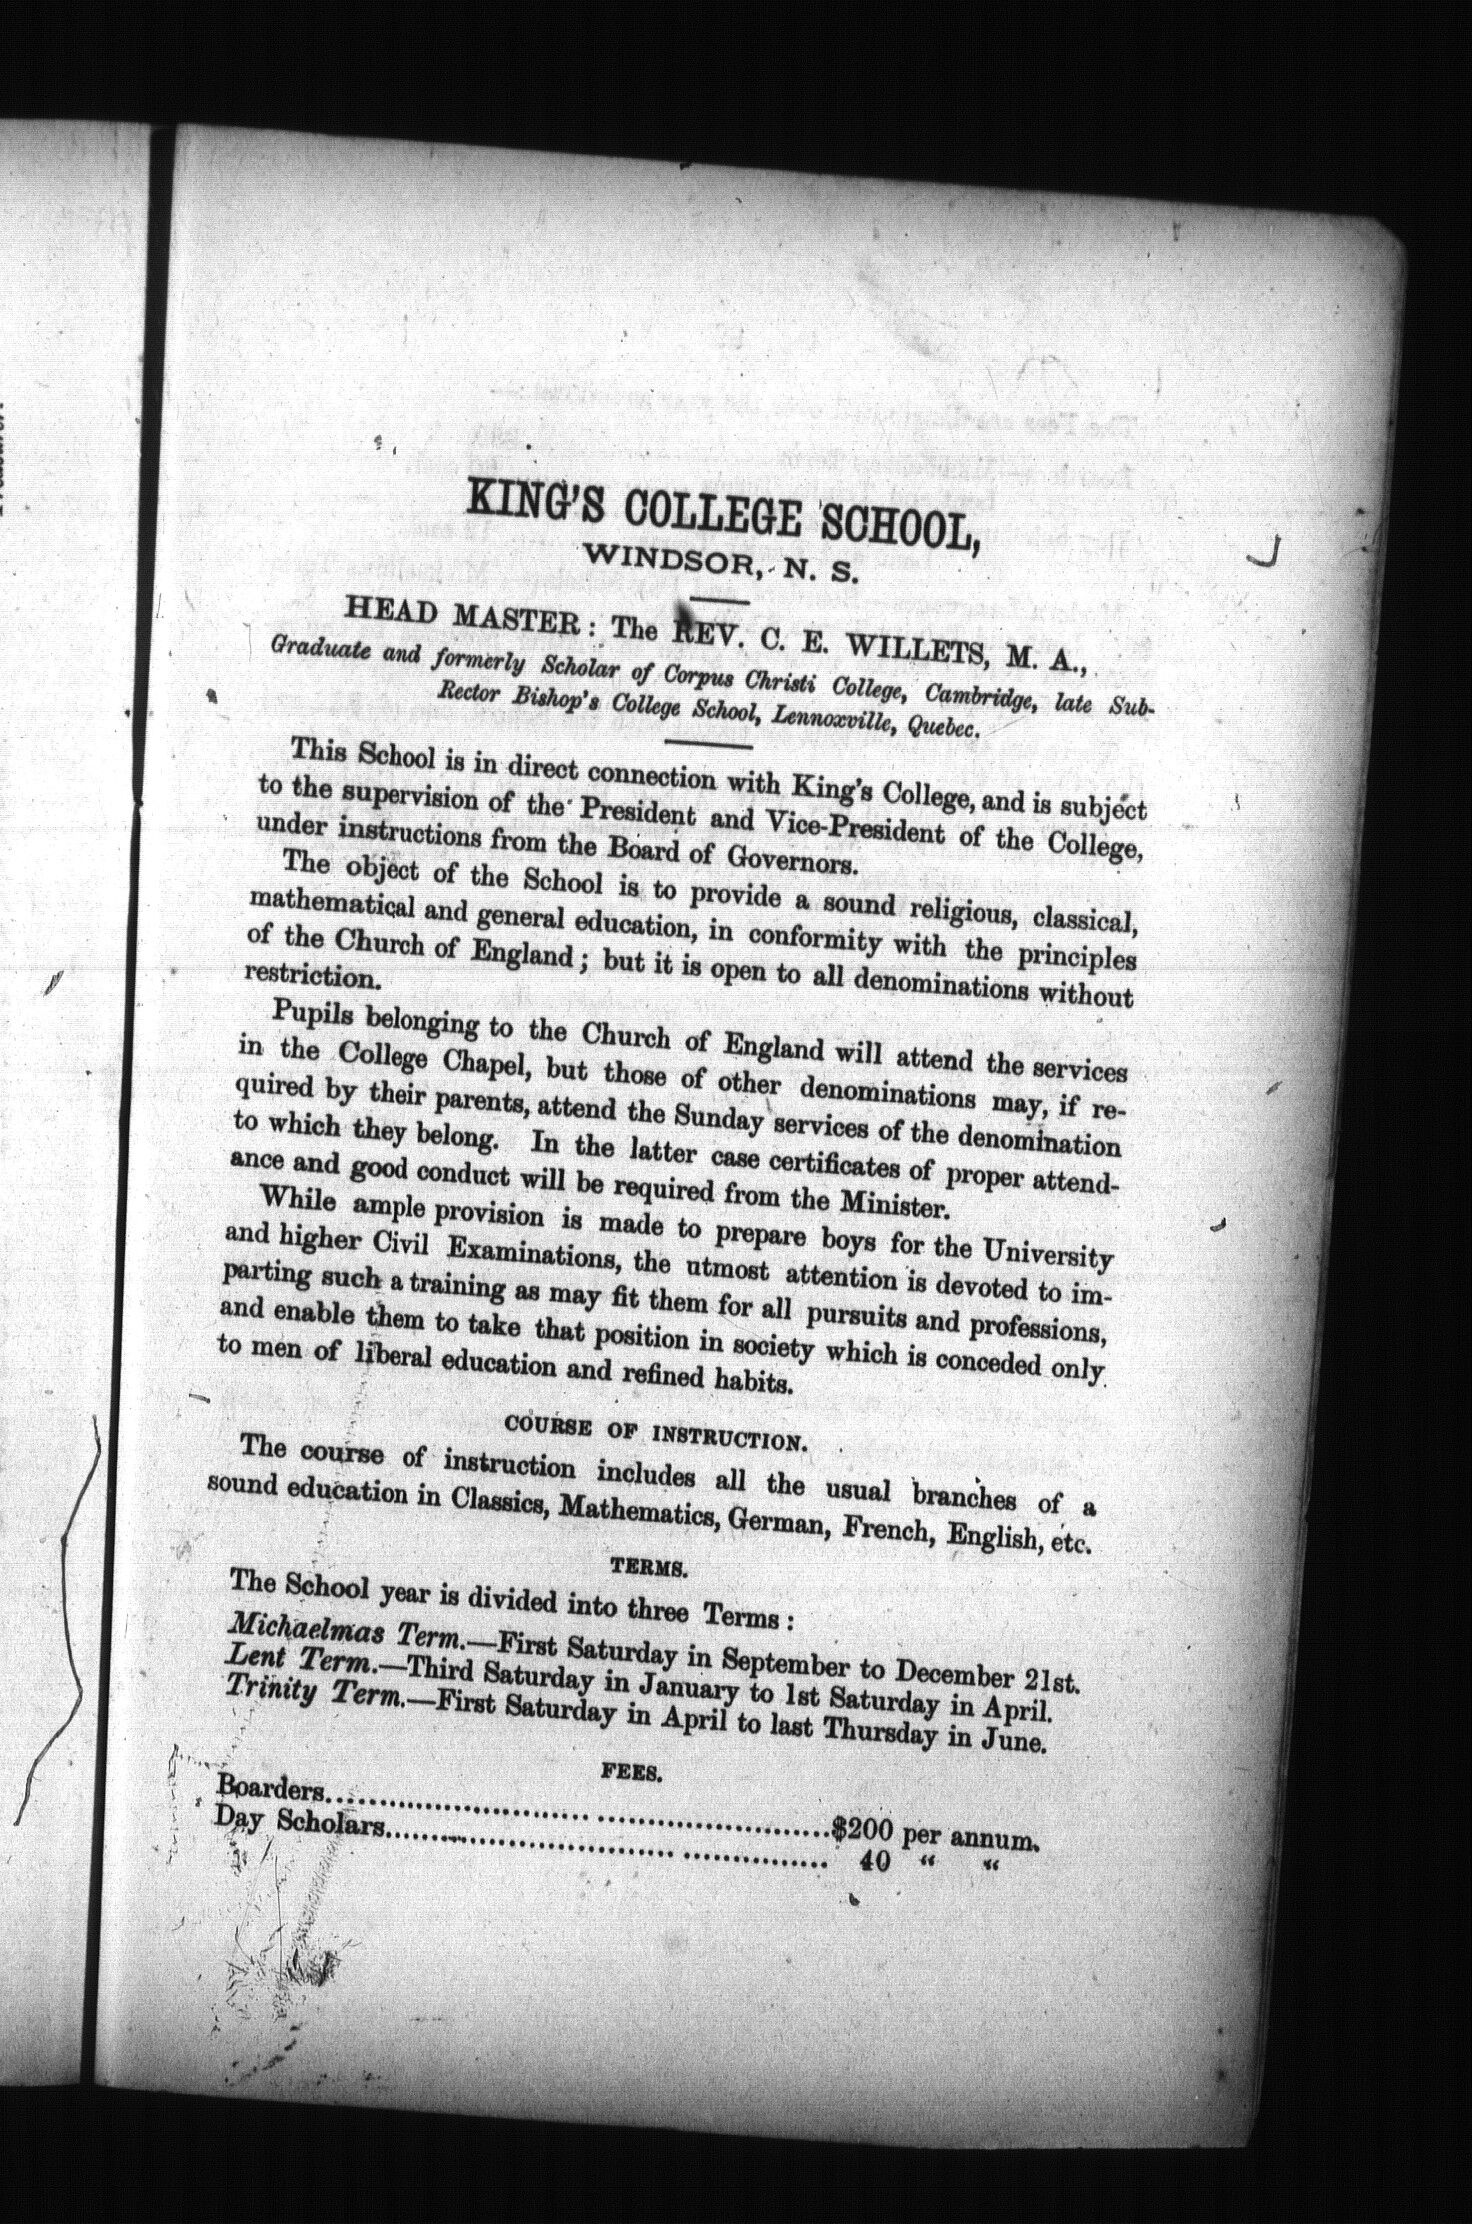 KING'S COLLEGE SCHOOL,
WINDSOR, N. S.
HEAD MASTER: The REV. C. E. WILLETS, M. A.,
Graduate and formerly Scholar of Corpus Christi College, Cambridge, late Sub-
Rector Bishop's College School, Lennoxville, Quebec.
This School is in direct connection with King's College, and is subject
to the supervision of the President and Vice-President of the College,
under instructions from the Board of Governors.
The object of the School is to provide a sound religious, classical,
mathematical and general education, in conformity with the principles
of the Church of England; but it is open to all denominations without
restriction.
Pupils belonging to the Church of England will attend the services
in the College Chapel, but those of other denominations may, if re-
quired by their parents, attend the Sunday services of the denomination
to which they belong. In the latter case certificates of proper attend-
ance and good conduct will be required from the Minister.
While ample provision is made to prepare boys for the University
and higher Civil Examinations, the utmost attention is devoted to im-
parting such a training as may fit them for all pursuits and professions,
and enable them to take that position in society which is conceded only
to men of liberal education and refined habits.
COURSE OF INSTRUCTION.
The course of instruction includes all the usual branches of a
sound education in Classics, Mathematics, German, French, English, etc.
TERMS.
The School year is divided into three Terms:
Michaelmas Term.—First Saturday in September to December 21st.
Lent Term.—Third Saturday in January to 1st Saturday in April.
Trinity Term.—First Saturday in April to last Thursday in June.
FEES.
Boarders........................................................$200 per annum.
Day Scholars................................................ 40 " "